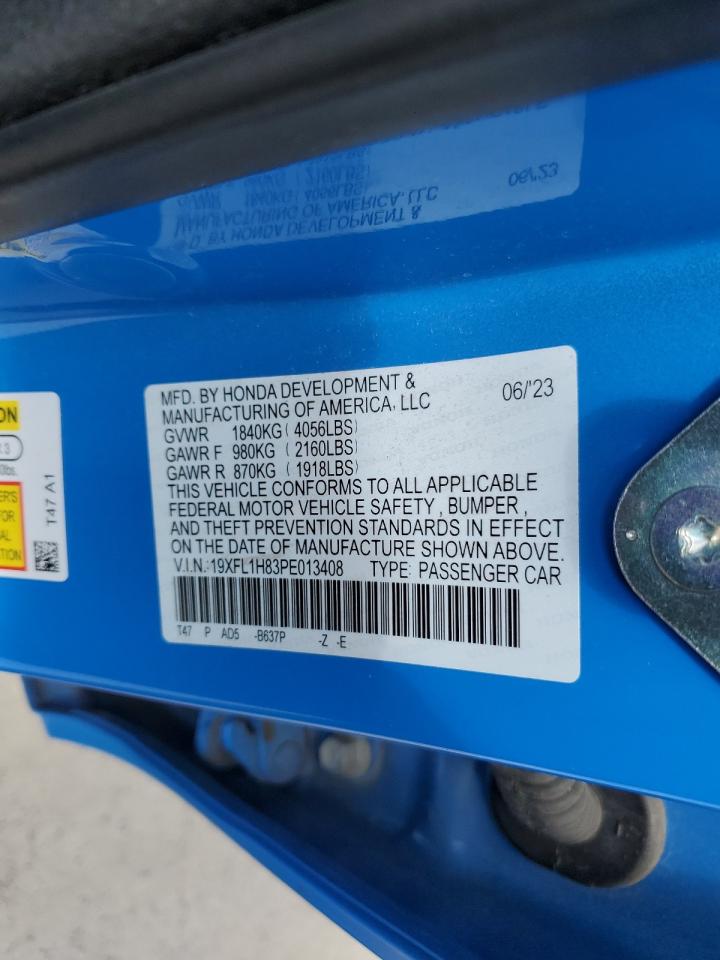 MFD. BY HONDA DEVELOPMENT &
MANUFACTURING OF AMERICA, LLC 06/'23
GVWR 1840KG ( 4056LBS)
GAWR F 980KG ( 2160LBS)
GAWR R 870KG ( 1918LBS)
THIS VEHICLE CONFORMS TO ALL APPLICABLE
FEDERAL MOTOR VEHICLE SAFETY , BUMPER ,
AND THEFT PREVENTION STANDARDS IN EFFECT
ON THE DATE OF MANUFACTURE SHOWN ABOVE.
V.I.N.:19XFL1H83PE013408 TYPE: PASSENGER CAR
T47 P AD5 -B637P -Z -E
T47 A1